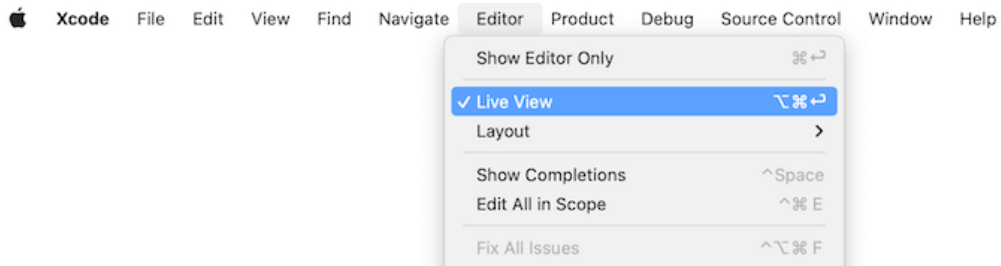 Xcode File Edit View Find Navigate Editor Product Debug Source Control Window Help
Show Editor Only ⌘↩
✓ Live View ⌥⌘↩
Layout >
Show Completions ^Space
Edit All in Scope ^⌘E
Fix All Issues ^⌥⌘F